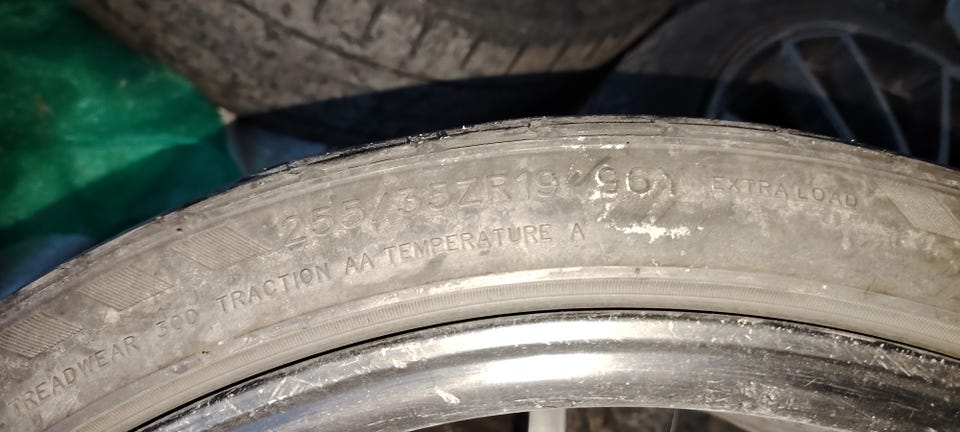 255/35ZR19 96Y EXTRA LOAD
TREADWEAR 300 TRACTION AA TEMPERATURE A